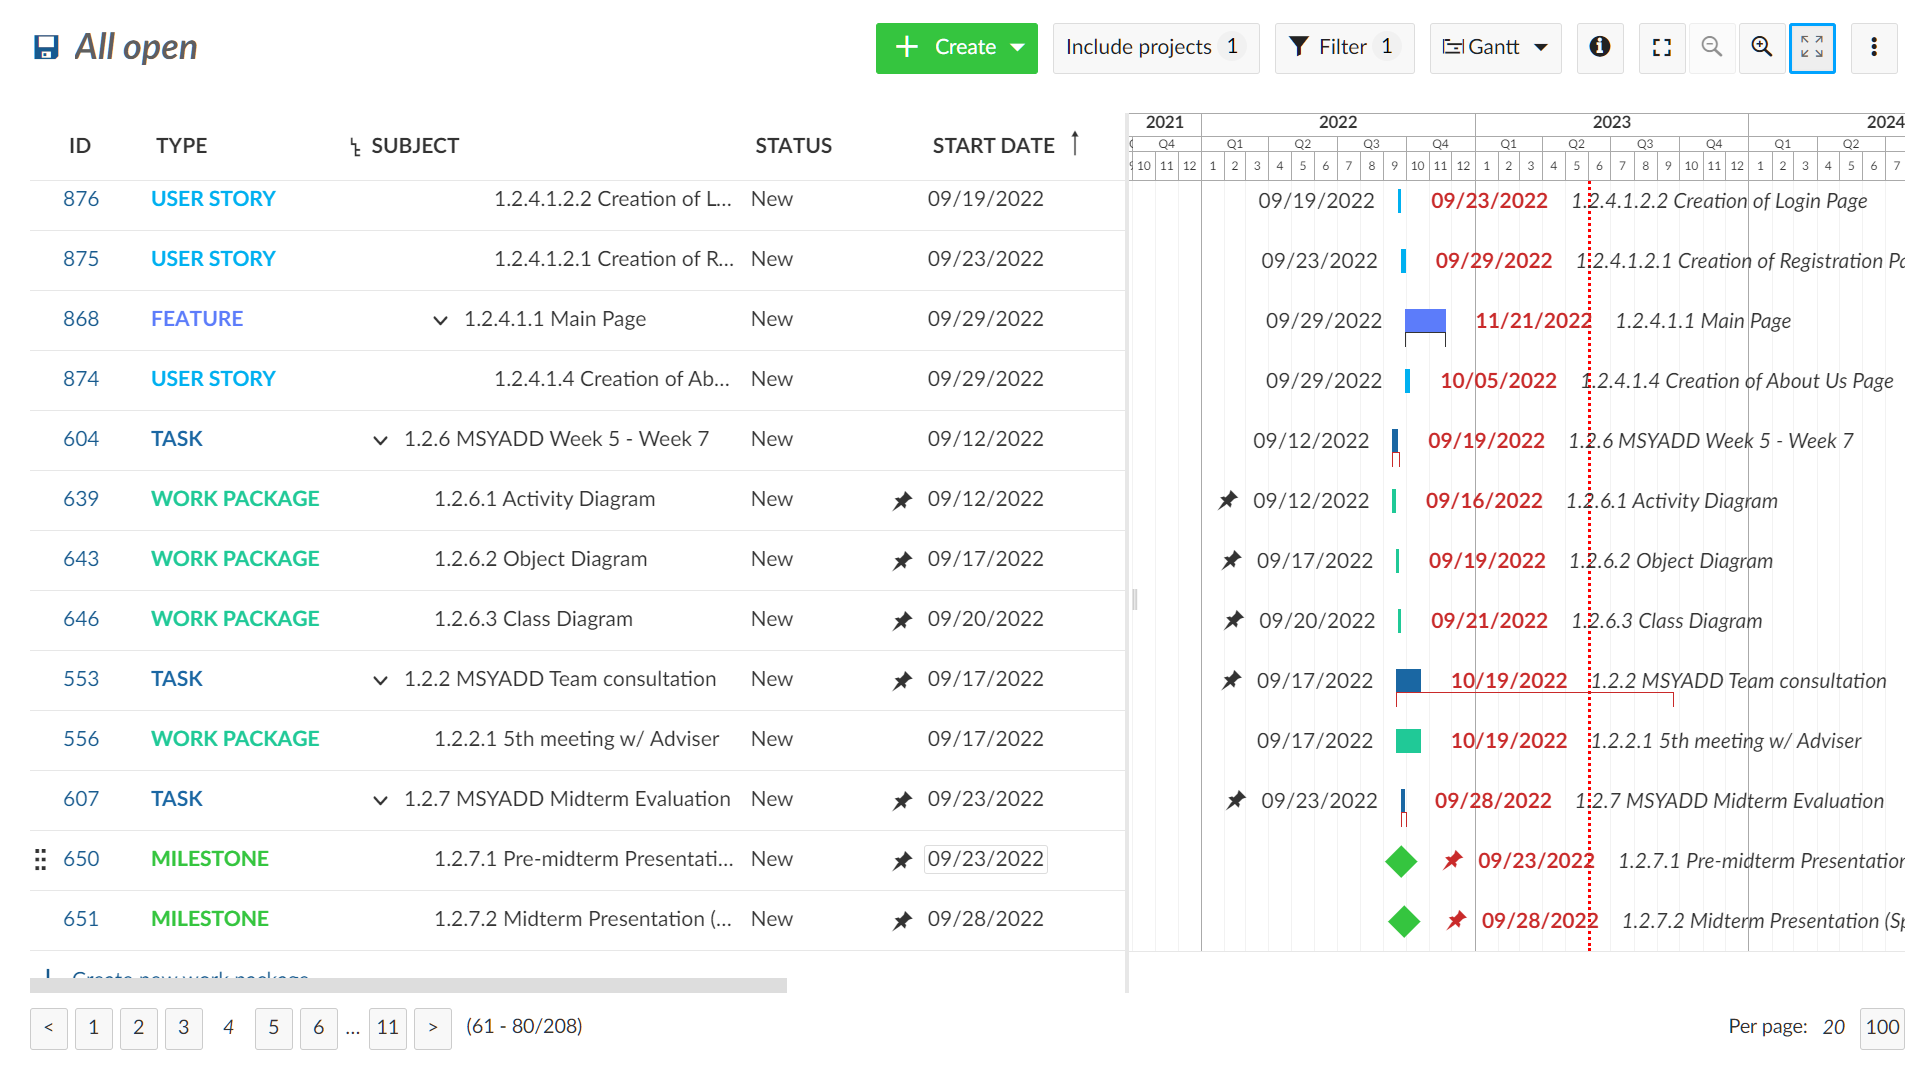 All open
Create
Include projects 1
Filter 1
Gantt
ID TYPE SUBJECT STATUS START DATE
2021 2022 2023 2024
Q4 Q1 Q2 Q3 Q4 Q1 Q2 Q3 Q4 Q1 Q2
9 10 11 12 1 2 3 4 5 6 7 8 9 10 11 12 1 2 3 4 5 6 7 8 9 10 11 12 1 2 3 4 5 6 7
876 USER STORY 1.2.4.1.2.2 Creation of L... New 09/19/2022 09/19/2022 09/23/2022 1.2.4.1.2.2 Creation of Login Page
875 USER STORY 1.2.4.1.2.1 Creation of R... New 09/23/2022 09/23/2022 09/29/2022 1.2.4.1.2.1 Creation of Registration Pa
868 FEATURE 1.2.4.1.1 Main Page New 09/29/2022 09/29/2022 11/21/2022 1.2.4.1.1 Main Page
874 USER STORY 1.2.4.1.4 Creation of Ab... New 09/29/2022 09/29/2022 10/05/2022 1.2.4.1.4 Creation of About Us Page
604 TASK 1.2.6 MSYADD Week 5 - Week 7 New 09/12/2022 09/12/2022 09/19/2022 1.2.6 MSYADD Week 5 - Week 7
639 WORK PACKAGE 1.2.6.1 Activity Diagram New 09/12/2022 09/12/2022 09/16/2022 1.2.6.1 Activity Diagram
643 WORK PACKAGE 1.2.6.2 Object Diagram New 09/17/2022 09/17/2022 09/19/2022 1.2.6.2 Object Diagram
646 WORK PACKAGE 1.2.6.3 Class Diagram New 09/20/2022 09/20/2022 09/21/2022 1.2.6.3 Class Diagram
553 TASK 1.2.2 MSYADD Team consultation New 09/17/2022 09/17/2022 10/19/2022 1.2.2 MSYADD Team consultation
556 WORK PACKAGE 1.2.2.1 5th meeting w/ Adviser New 09/17/2022 09/17/2022 10/19/2022 1.2.2.1 5th meeting w/ Adviser
607 TASK 1.2.7 MSYADD Midterm Evaluation New 09/23/2022 09/23/2022 09/28/2022 1.2.7 MSYADD Midterm Evaluation
650 MILESTONE 1.2.7.1 Pre-midterm Presentati... New 09/23/2022 09/23/2022 1.2.7.1 Pre-midterm Presentation
651 MILESTONE 1.2.7.2 Midterm Presentation (... New 09/28/2022 09/28/2022 1.2.7.2 Midterm Presentation (Sp
Create new work package
< 1 2 3 4 5 6 ... 11 > (61 - 80/208)
Per page: 20 100